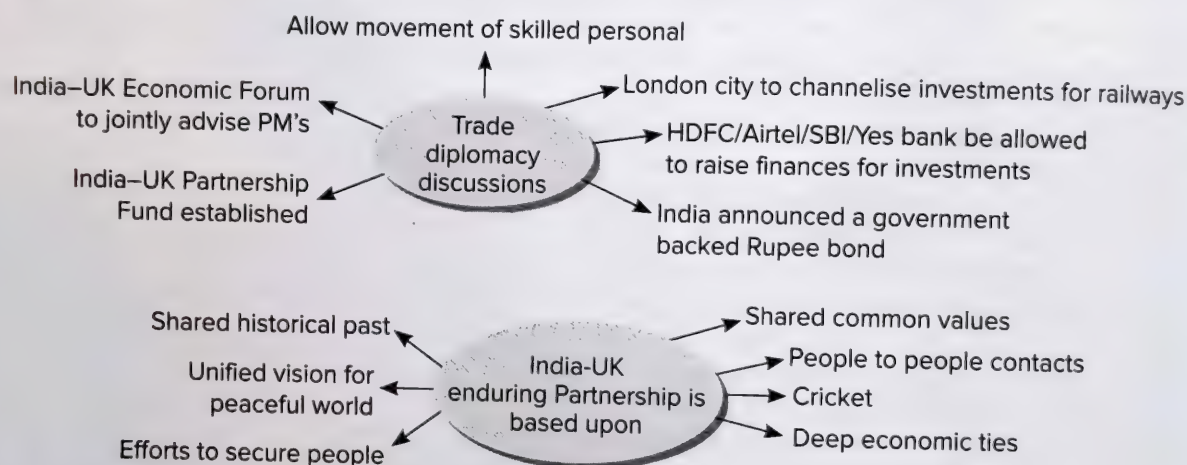 Allow movement of skilled personal
India–UK Economic Forum
to jointly advise PM's
India–UK Partnership
Fund established
Trade
diplomacy
discussions
London city to channelise investments for railways
HDFC/Airtel/SBI/Yes bank be allowed
to raise finances for investments
India announced a government
backed Rupee bond
Shared historical past
Unified vision for
peaceful world
Efforts to secure people
India-UK
enduring Partnership is
based upon
Shared common values
People to people contacts
Cricket
Deep economic ties